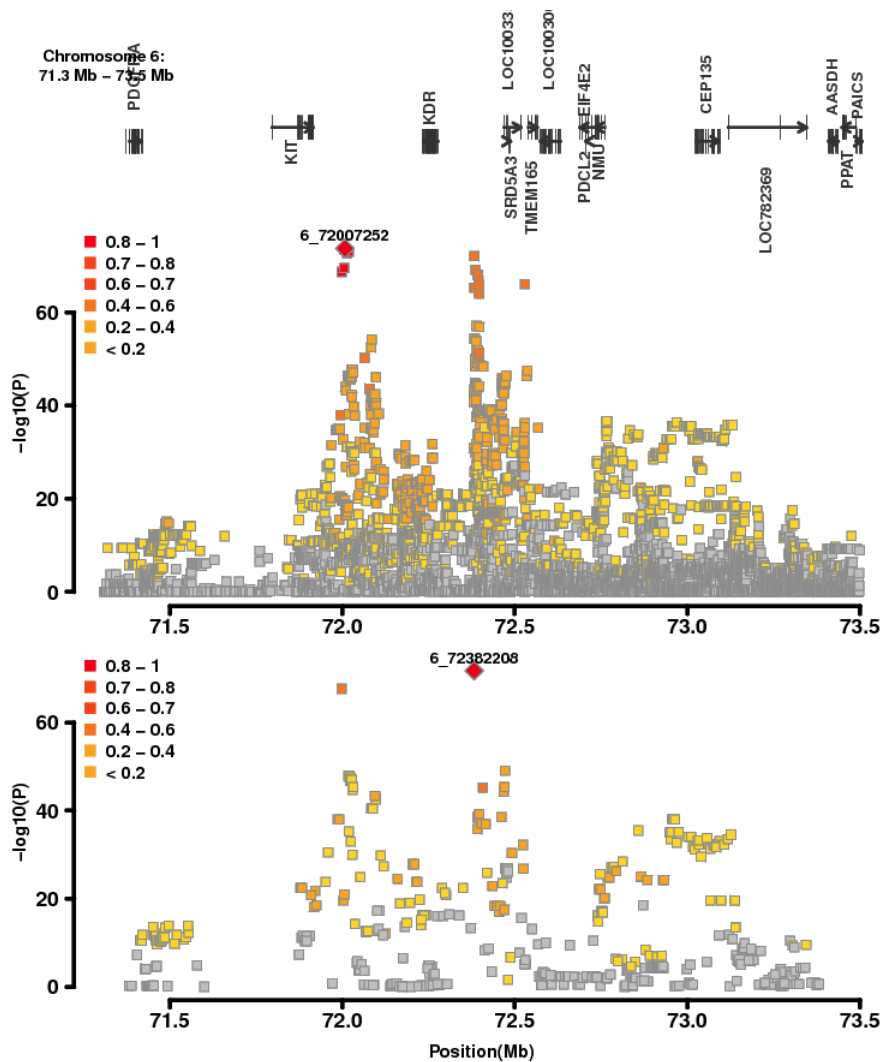 LOC10033
LOC10030
Chromosome 6:
71.3 Mb – 73.5 Mb
PDGFRA
KIT
KDR
SRD5A3
TMEM165
EIF4E2
PDCL2
NMU
CEP135
LOC782369
AASDH
PPAT
PAICS
6_72007252
0.8 – 1
0.7 – 0.8
0.6 – 0.7
0.4 – 0.6
0.2 – 0.4
< 0.2
–log10(P)
60
40
20
0
71.5 72.0 72.5 73.0 73.5
6_72382208
0.8 – 1
0.7 – 0.8
0.6 – 0.7
0.4 – 0.6
0.2 – 0.4
< 0.2
–log10(P)
60
40
20
0
71.5 72.0 72.5 73.0 73.5
Position(Mb)